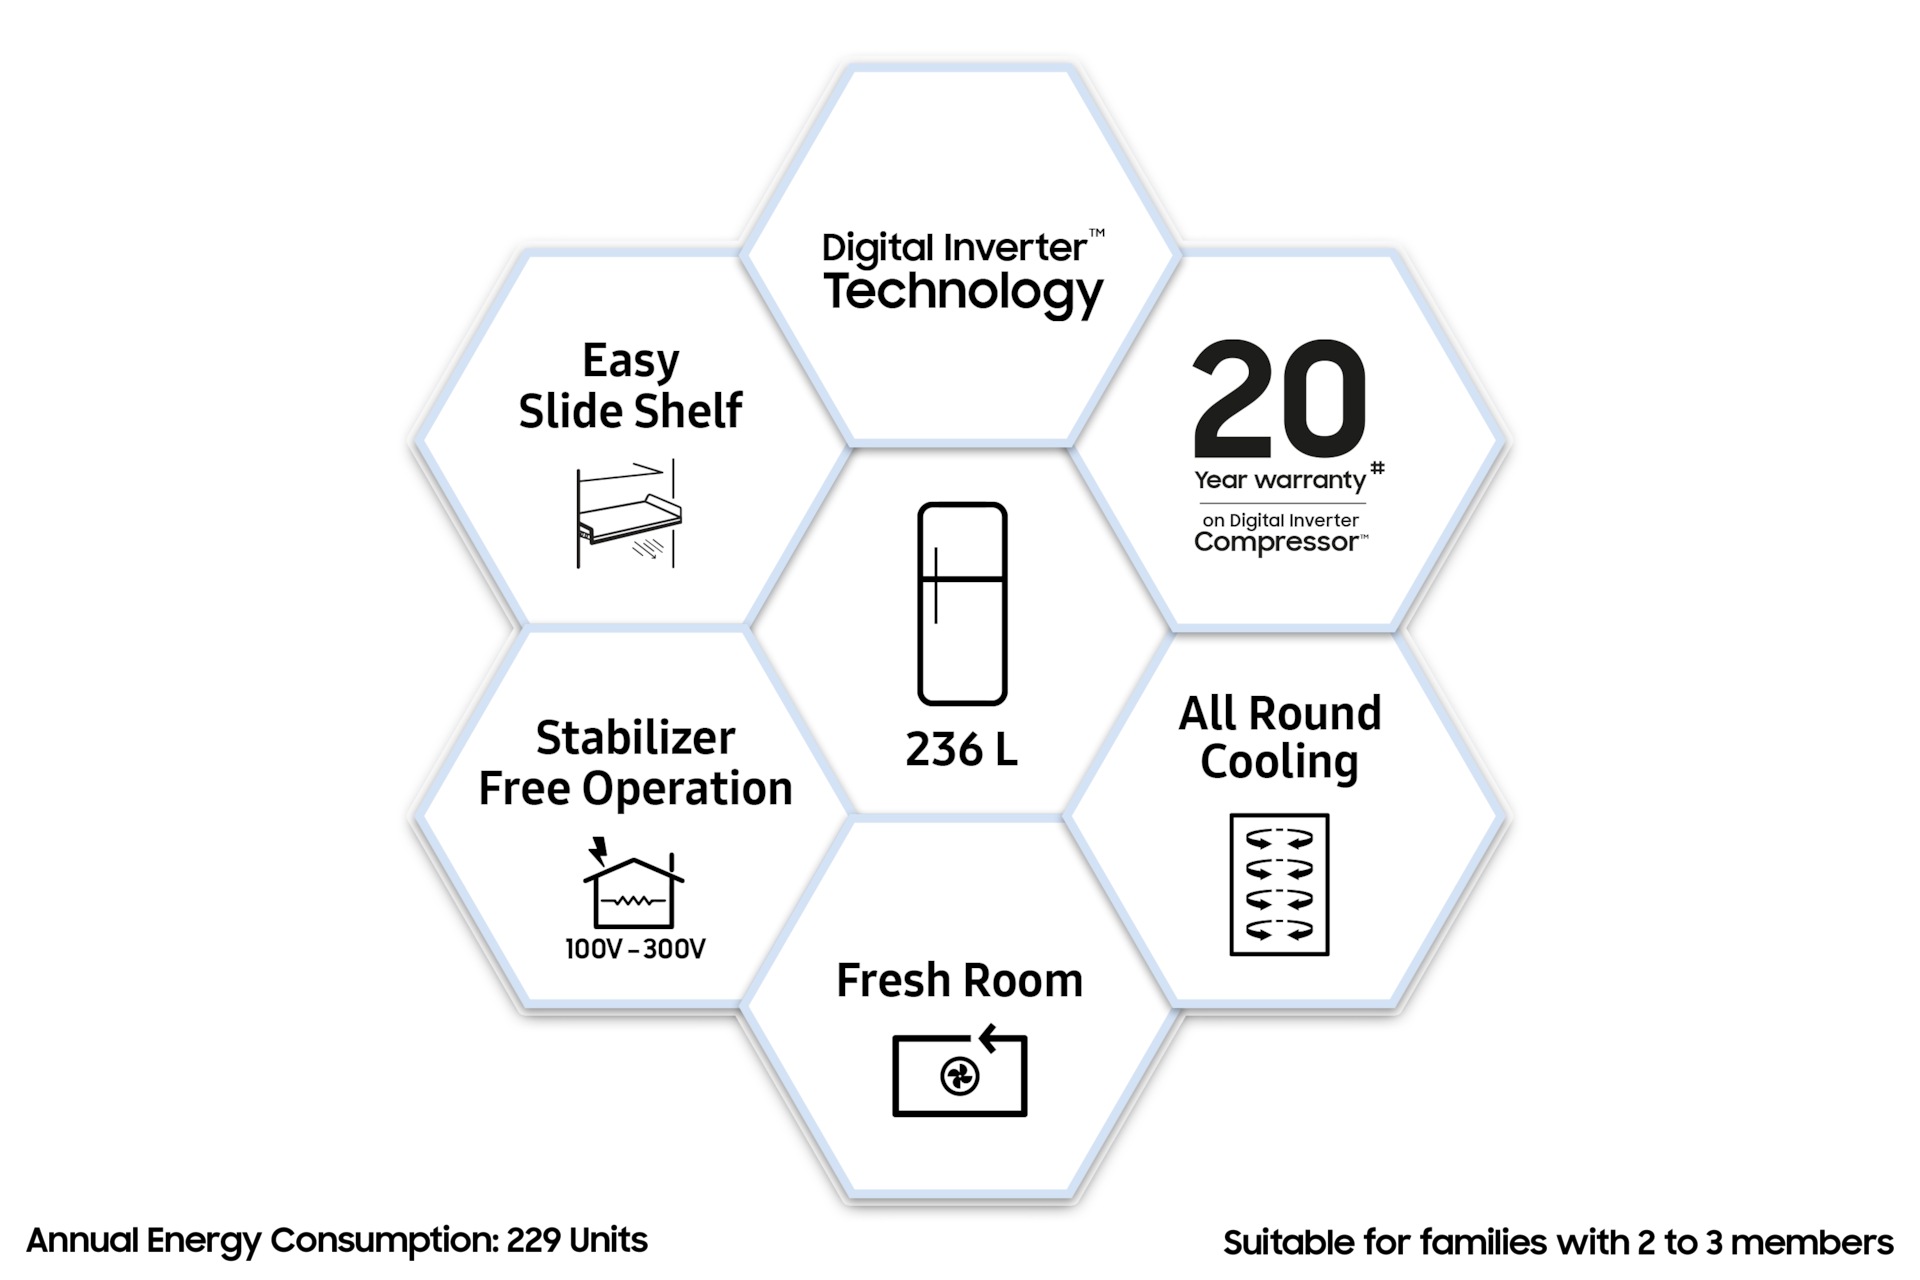 Digital Inverter™
Technology
Easy
Slide Shelf
20
Year warranty#
on Digital Inverter
Compressor™
236 L
Stabilizer
Free Operation
100V – 300V
All Round
Cooling
Fresh Room
Annual Energy Consumption: 229 Units
Suitable for families with 2 to 3 members